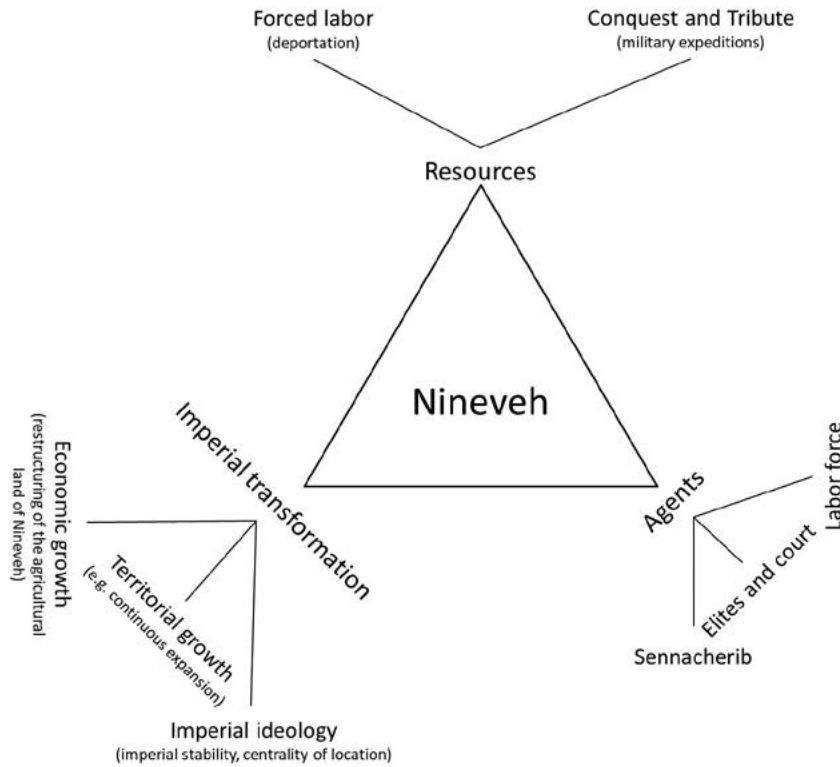 Forced labor
(deportation)
Conquest and Tribute
(military expeditions)
Resources
Nineveh
Imperial transformation
Economic growth
(restructuring of the agricultural
land of Nineveh)
Territorial growth
(e.g. continuous expansion)
Imperial ideology
(imperial stability, centrality of location)
Agents
Labor force
Elites and court
Sennacherib